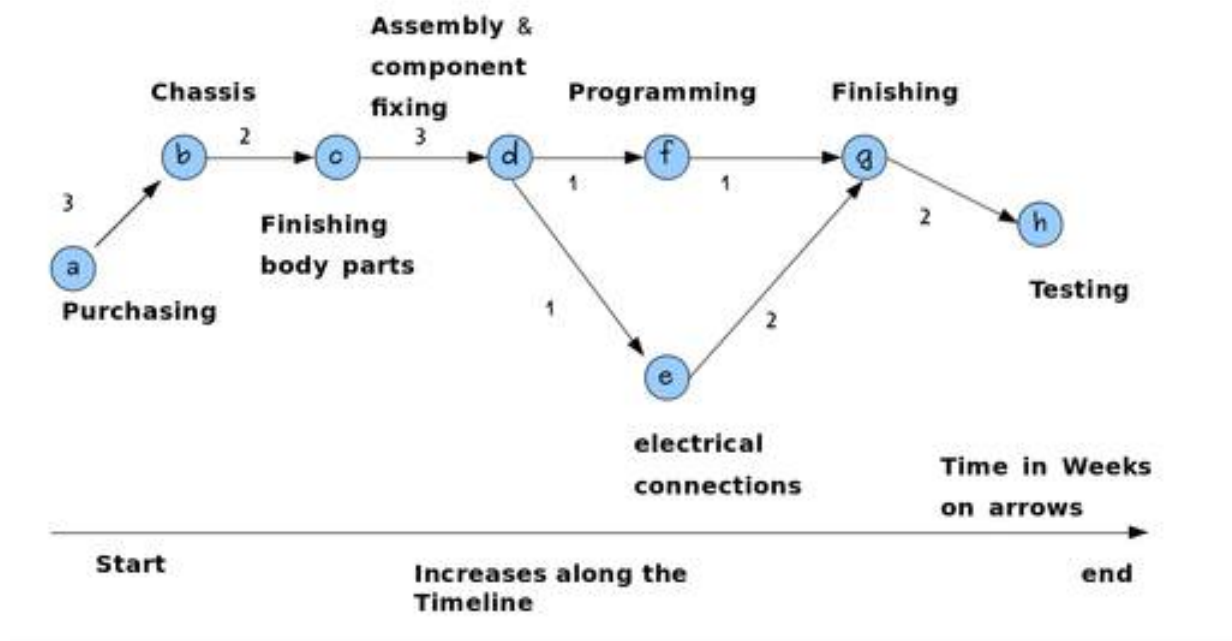 Assembly &
component
fixing
Chassis
Programming
Finishing
2
3
b
c
d
f
g
1
1
3
2
h
Finishing
body parts
a
Purchasing
Testing
1
2
e
electrical
connections
Time in Weeks
on arrows
Start
Increases along the
Timeline
end